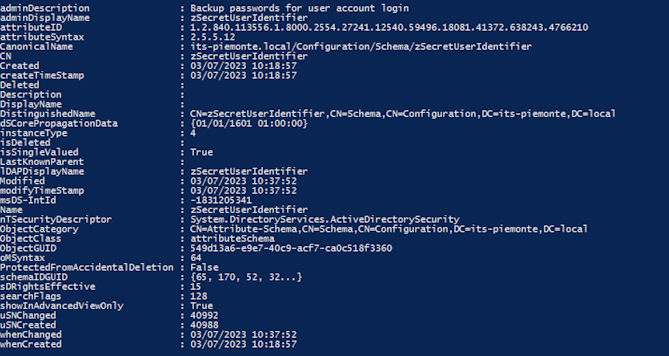 adminDescription : Backup passwords for user account login
adminDisplayName : zSecretUserIdentifier
attributeID : 1.2.840.113556.1.8000.2554.27241.12540.59496.18081.41372.638243.4766210
attributeSyntax : 2.5.5.12
CanonicalName : its-piemonte.local/Configuration/Schema/zSecretUserIdentifier
CN : zSecretUserIdentifier
Created : 03/07/2023 10:18:57
createTimeStamp : 03/07/2023 10:18:57
Deleted :
Description :
DisplayName :
DistinguishedName : CN=zSecretUserIdentifier,CN=Schema,CN=Configuration,DC=its-piemonte,DC=local
dSCorePropagationData : {01/01/1601 01:00:00}
instanceType : 4
isDeleted :
isSingleValued : True
LastKnownParent :
lDAPDisplayName : zSecretUserIdentifier
Modified : 03/07/2023 10:37:52
modifyTimeStamp : 03/07/2023 10:37:52
msDS-IntId : -1831205341
Name : zSecretUserIdentifier
nTSecurityDescriptor : System.DirectoryServices.ActiveDirectorySecurity
ObjectCategory : CN=Attribute-Schema,CN=Schema,CN=Configuration,DC=its-piemonte,DC=local
ObjectClass : attributeSchema
ObjectGUID : 549d13a6-e9e7-40c9-acf7-ca0c518f3360
oMSyntax : 64
ProtectedFromAccidentalDeletion : False
schemaIDGUID : {65, 170, 52, 32...}
sDRightsEffective : 15
searchFlags : 128
showInAdvancedViewOnly : True
uSNChanged : 40992
uSNCreated : 40988
whenChanged : 03/07/2023 10:37:52
whenCreated : 03/07/2023 10:18:57